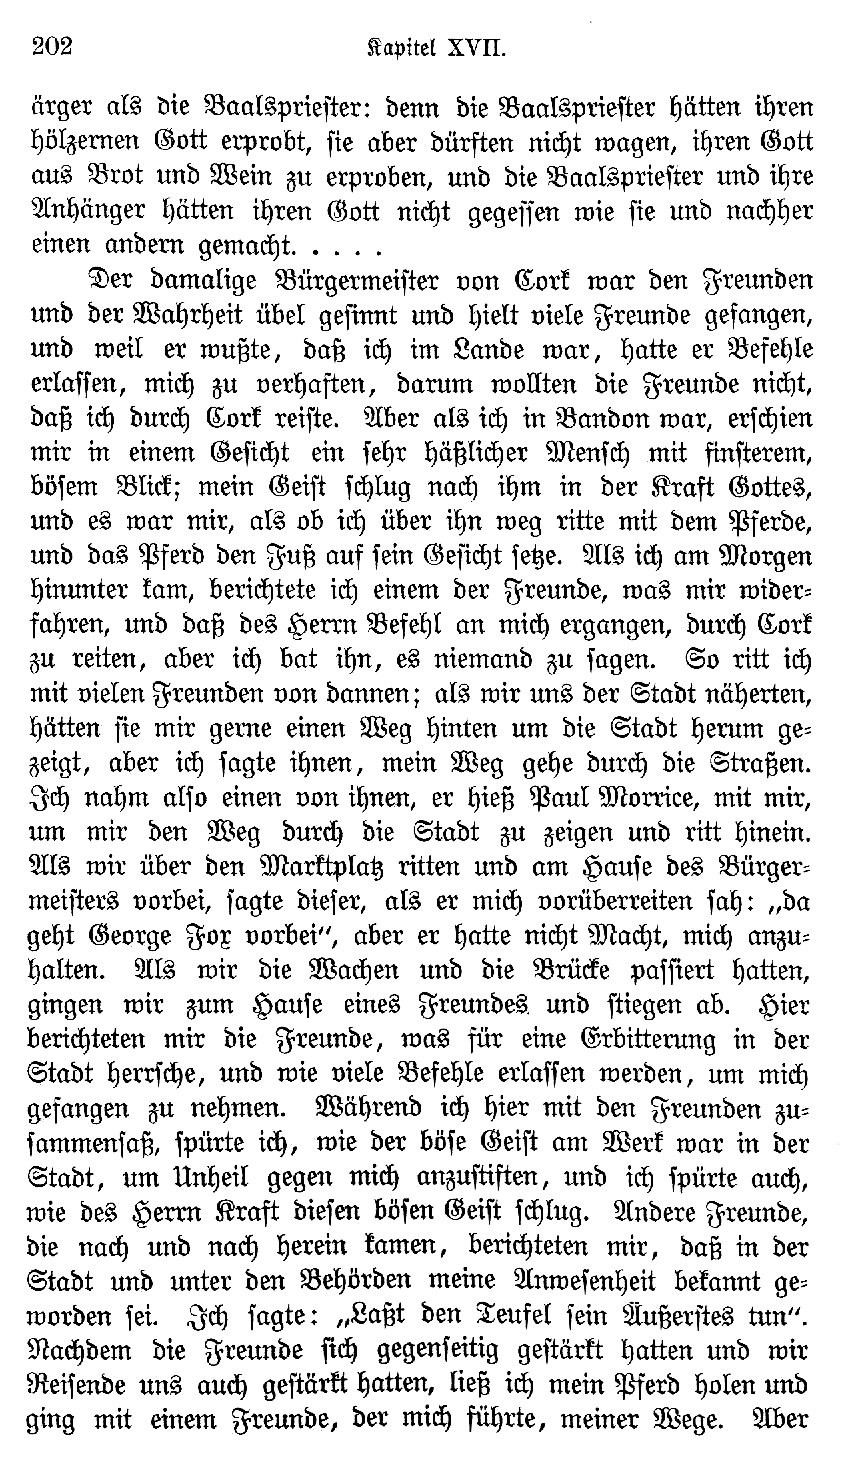 202 Kapitel XVII.
ärger als die Baalspriester: denn die Baalspriester hätten ihren
hölzernen Gott erprobt, sie aber dürften nicht wagen, ihren Gott
aus Brot und Wein zu erproben, und die Baalspriester und ihre
Anhänger hätten ihren Gott nicht gegessen wie sie und nachher
einen andern gemacht. . . . .
Der damalige Bürgermeister von Cork war den Freunden
und der Wahrheit übel gesinnt und hielt viele Freunde gefangen,
und weil er wußte, daß ich im Lande war, hatte er Befehle
erlassen, mich zu verhaften, darum wollten die Freunde nicht,
daß ich durch Cork reiste. Aber als ich in Bandon war, erschien
mir in einem Gesicht ein sehr häßlicher Mensch mit finsterem,
bösem Blick; mein Geist schlug nach ihm in der Kraft Gottes,
und es war mir, als ob ich über ihn weg ritte mit dem Pferde,
und das Pferd den Fuß auf sein Gesicht setze. Als ich am Morgen
hinunter kam, berichtete ich einem der Freunde, was mir wider-
fahren, und daß des Herrn Befehl an mich ergangen, durch Cork
zu reiten, aber ich bat ihn, es niemand zu sagen. So ritt ich
mit vielen Freunden von dannen; als wir uns der Stadt näherten,
hätten sie mir gerne einen Weg hinten um die Stadt herum ge-
zeigt, aber ich sagte ihnen, mein Weg gehe durch die Straßen.
Ich nahm also einen von ihnen, er hieß Paul Morrice, mit mir,
um mir den Weg durch die Stadt zu zeigen und ritt hinein.
Als wir über den Marktplatz ritten und am Hause des Bürger-
meisters vorbei, sagte dieser, als er mich vorüberreiten sah: „da
geht George Fox vorbei“, aber er hatte nicht Macht, mich anzu-
halten. Als wir die Wachen und die Brücke passiert hatten,
gingen wir zum Hause eines Freundes und stiegen ab. Hier
berichteten mir die Freunde, was für eine Erbitterung in der
Stadt herrsche, und wie viele Befehle erlassen werden, um mich
gefangen zu nehmen. Während ich hier mit den Freunden zu-
sammensaß, spürte ich, wie der böse Geist am Werk war in der
Stadt, um Unheil gegen mich anzustiften, und ich spürte auch,
wie des Herrn Kraft diesen bösen Geist schlug. Andere Freunde,
die nach und nach herein kamen, berichteten mir, daß in der
Stadt und unter den Behörden meine Anwesenheit bekannt ge-
worden sei. Ich sagte: „Laßt den Teufel sein Äußerstes tun“.
Nachdem die Freunde sich gegenseitig gestärkt hatten und wir
Reisende uns auch gestärkt hatten, ließ ich mein Pferd holen und
ging mit einem Freunde, der mich führte, meiner Wege. Aber